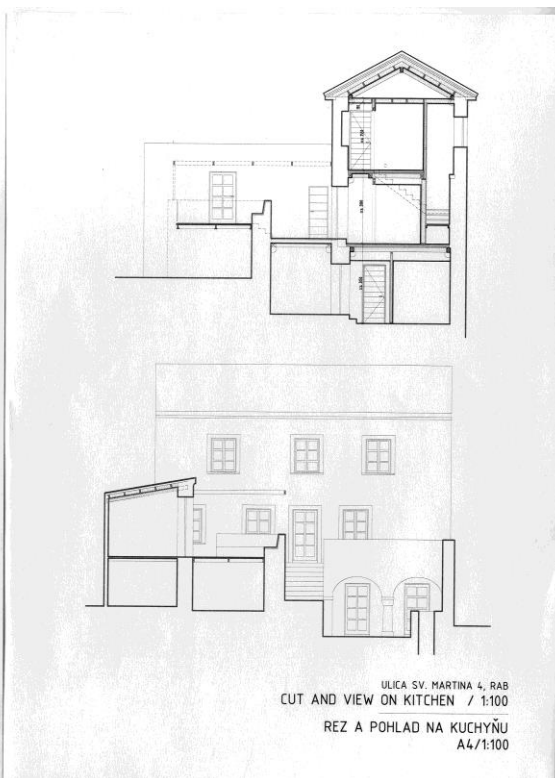 ULICA SV. MARTINA 4, RAB
CUT AND VIEW ON KITCHEN / 1:100
REZ A POHLAD NA KUCHYŇU
A4/1:100